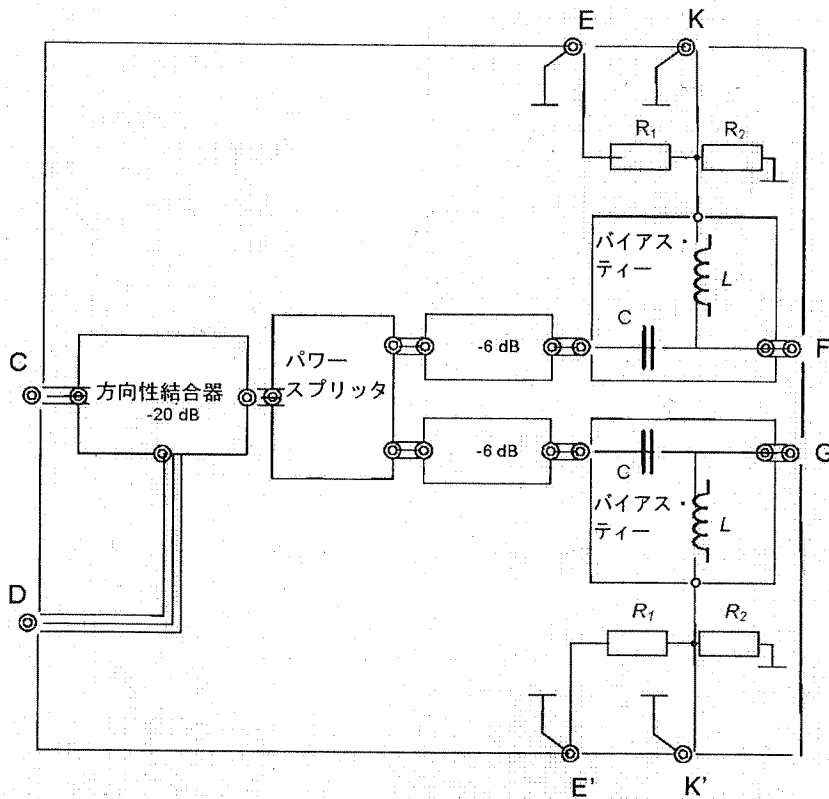 E
K
R₁
R₂
バイアス・
ティー
L
C
-6 dB
F
パワー
スプリッタ
C
方向性結合器
-20 dB
-6 dB
C
G
バイアス・
ティー
L
D
R₁
R₂
E'
K'